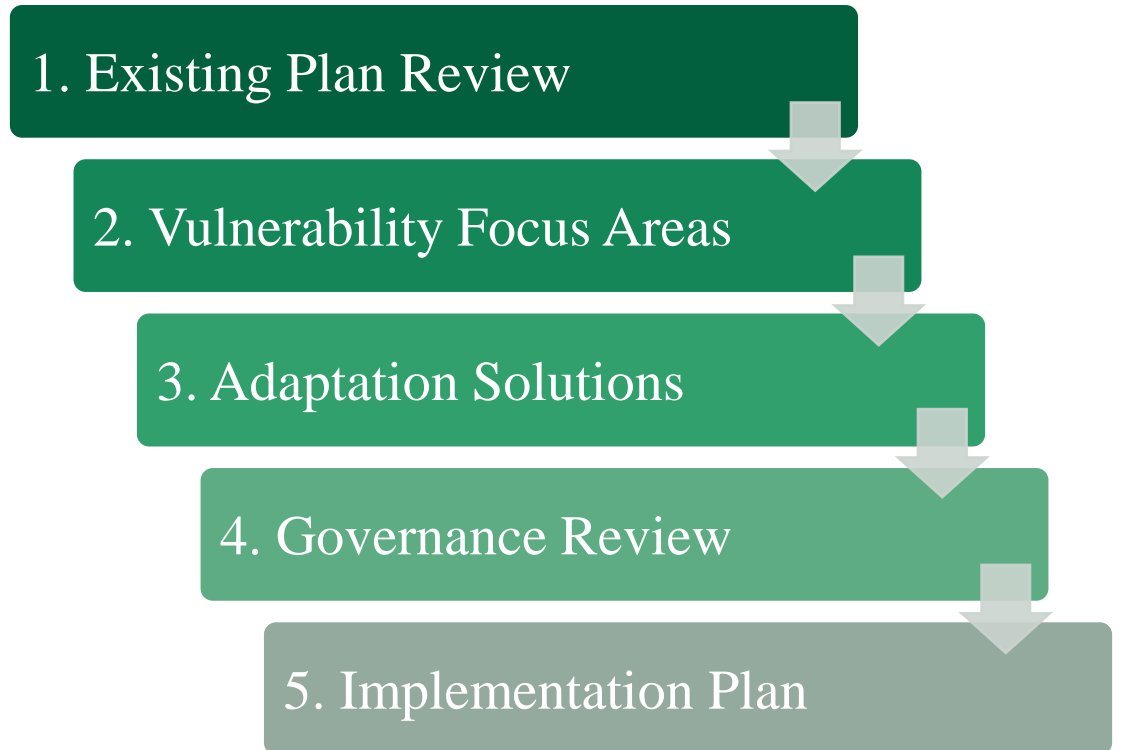 1. Existing Plan Review
2. Vulnerability Focus Areas
3. Adaptation Solutions
4. Governance Review
5. Implementation Plan